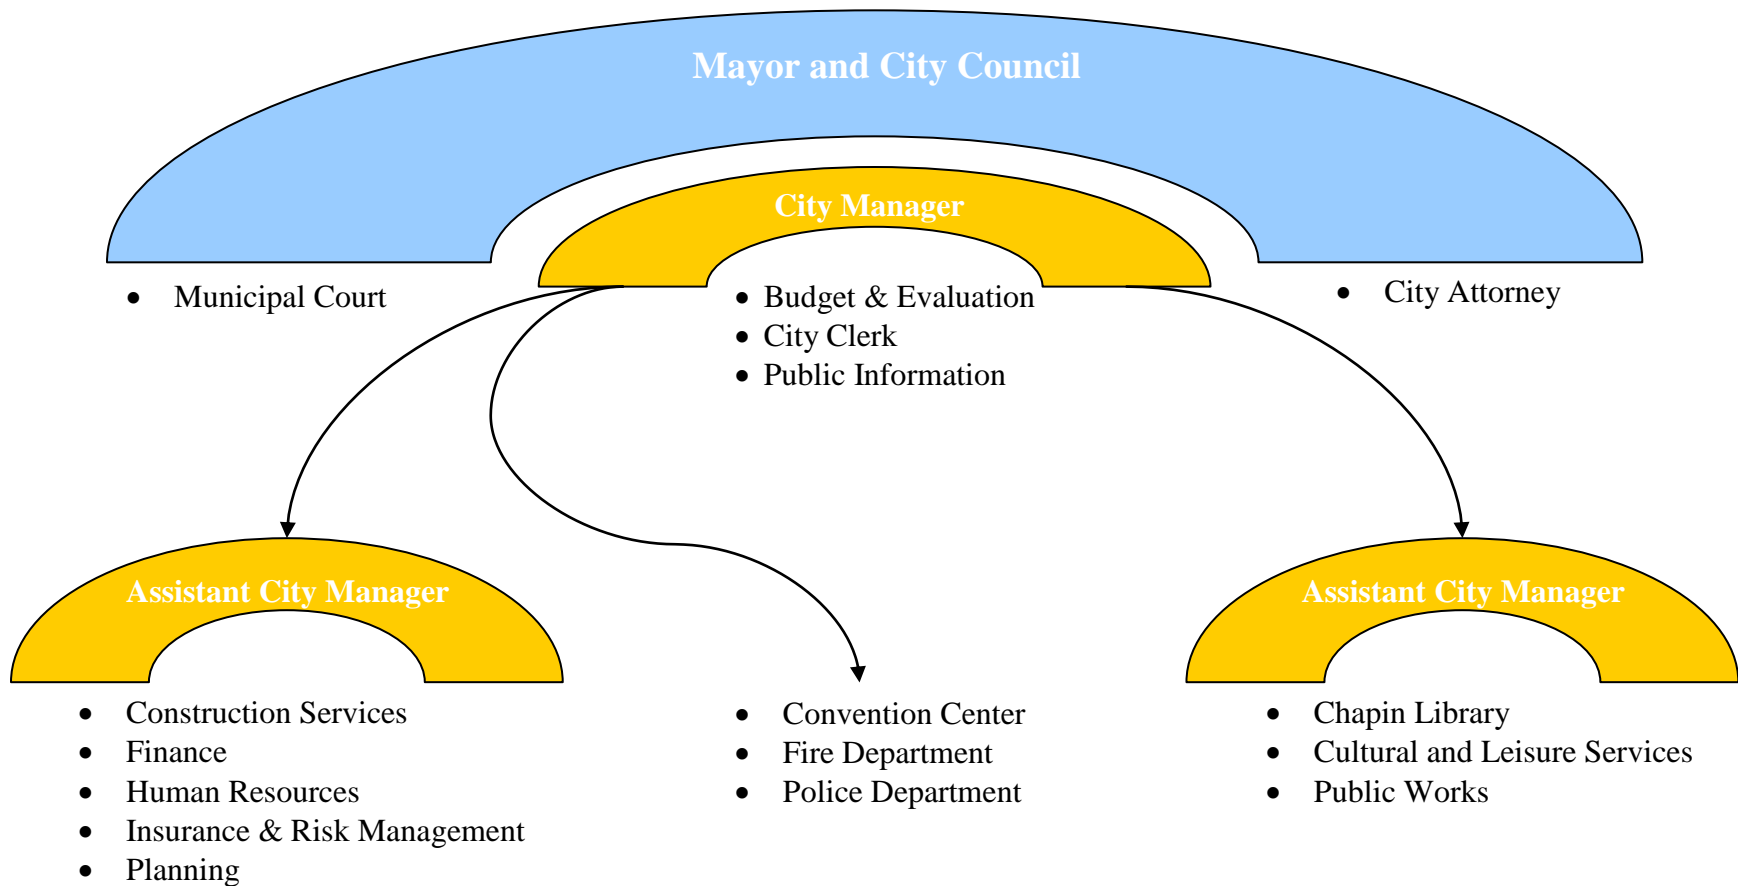 Mayor and City Council
City Manager
• Municipal Court
• Budget & Evaluation
• City Clerk
• Public Information
• City Attorney
Assistant City Manager
• Construction Services
• Finance
• Human Resources
• Insurance & Risk Management
• Planning
• Convention Center
• Fire Department
• Police Department
Assistant City Manager
• Chapin Library
• Cultural and Leisure Services
• Public Works